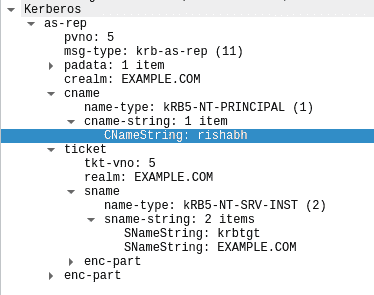 Kerberos
as-rep
pvno: 5
msg-type: krb-as-rep (11)
padata: 1 item
crealm: EXAMPLE.COM
cname
name-type: kRB5-NT-PRINCIPAL (1)
cname-string: 1 item
CNameString: rishabh
ticket
tkt-vno: 5
realm: EXAMPLE.COM
sname
name-type: kRB5-NT-SRV-INST (2)
sname-string: 2 items
SNameString: krbtgt
SNameString: EXAMPLE.COM
enc-part
enc-part